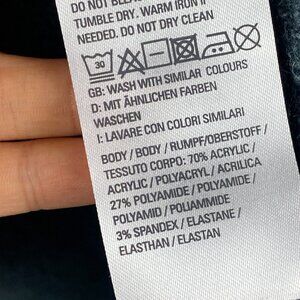 DO NOT BLEA
TUMBLE DRY. WARM IRON IF
NEEDED. DO NOT DRY CLEAN
30
GB: WASH WITH SIMILAR COLOURS
D: MIT ÄHNLICHEN FARBEN
WASCHEN
I: LAVARE CON COLORI SIMILARI
BODY / BODY / RUMPF/OBERSTOFF /
TESSUTO CORPO: 70% ACRYLIC /
ACRYLIC / POLYACRYL / ACRILICA
27% POLYAMIDE / POLYAMIDE /
POLYAMID / POLIAMMIDE
3% SPANDEX / ELASTANE /
ELASTHAN / ELASTAN